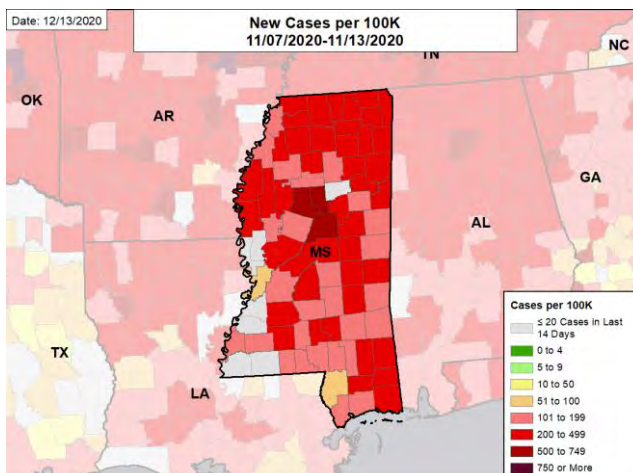 Date: 12/13/2020
New Cases per 100K
11/07/2020-11/13/2020
TN
NC
OK
AR
GA
AL
MS
TX
LA
Cases per 100K
≤ 20 Cases in Last
14 Days
0 to 4
5 to 9
10 to 50
51 to 100
101 to 199
200 to 499
500 to 749
750 or More